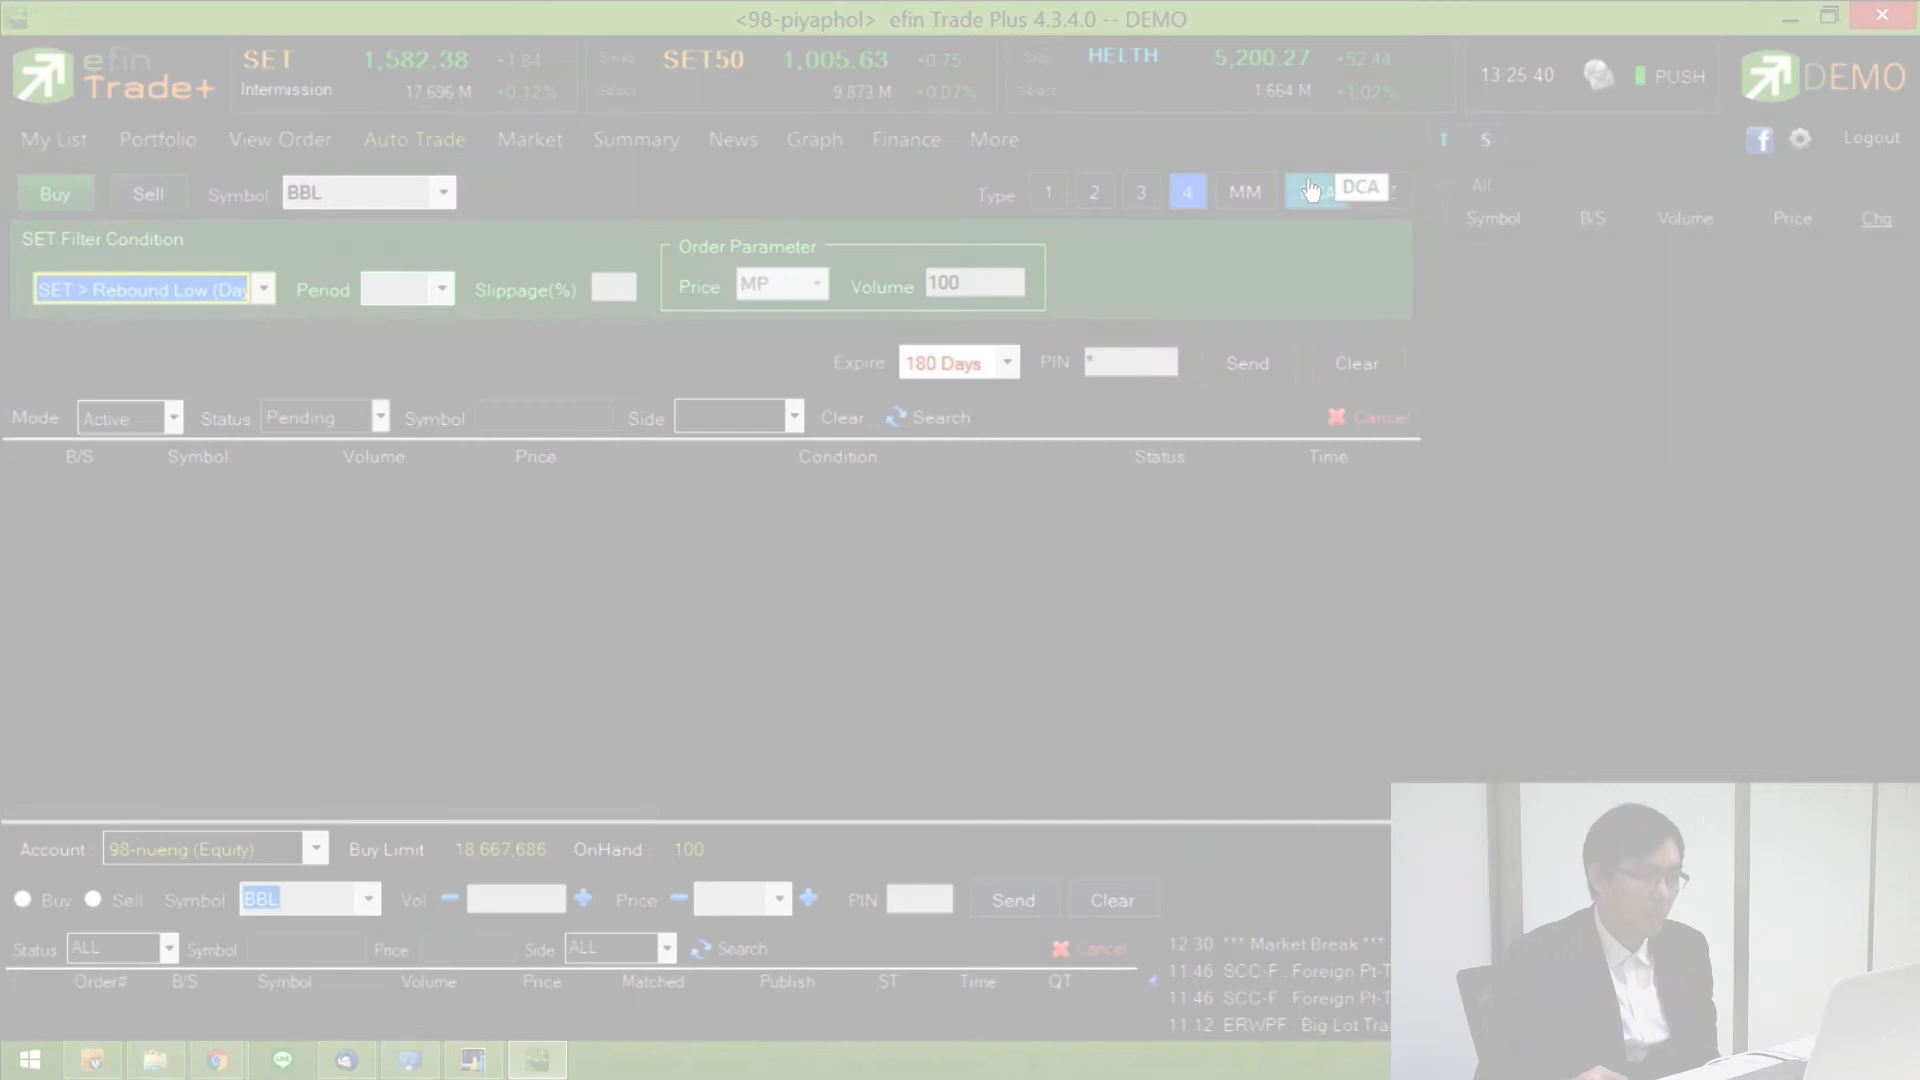 <98-piyaphol> efin Trade Plus 4.3.4.0 -- DEMO
efin Trade+
SET 1,582.38 +1.84
Intermission 17,696 M +0.12%
Swap SET50 1,005.63 +0.75
Select 9,873 M +0.07%
Stop HELTH 5,200.27 +52.44
Select 1,664 M +1.02%
13 25 40 PUSH DEMO
My List Portfolio View Order Auto Trade Market Summary News Graph Finance More T S f Logout
Buy Sell Symbol BBL Type 1 2 3 4 MM DCA All
Symbol B/S Volume Price Chg
SET Filter Condition
Order Parameter
SET > Rebound Low (Day Period Slippage(%) Price MP Volume 100
Expire 180 Days PIN * Send Clear
Mode Active Status Pending Symbol Side Clear Search Cancel
B/S Symbol Volume Price Condition Status Time
Account 98-nueng (Equity) Buy Limit 18,667,686 OnHand 100
Buy Sell Symbol BBL Vol Price PIN Send Clear
Status ALL Symbol Price Side ALL Search Cancel
Order# B/S Symbol Volume Price Matched Publish ST Time QT
12 30 *** Market Break ***
11 46 SCC-F . Foreign Pt-T
11 46 SCC-F . Foreign Pt-T
11 12 ERWPF . Big Lot Tra